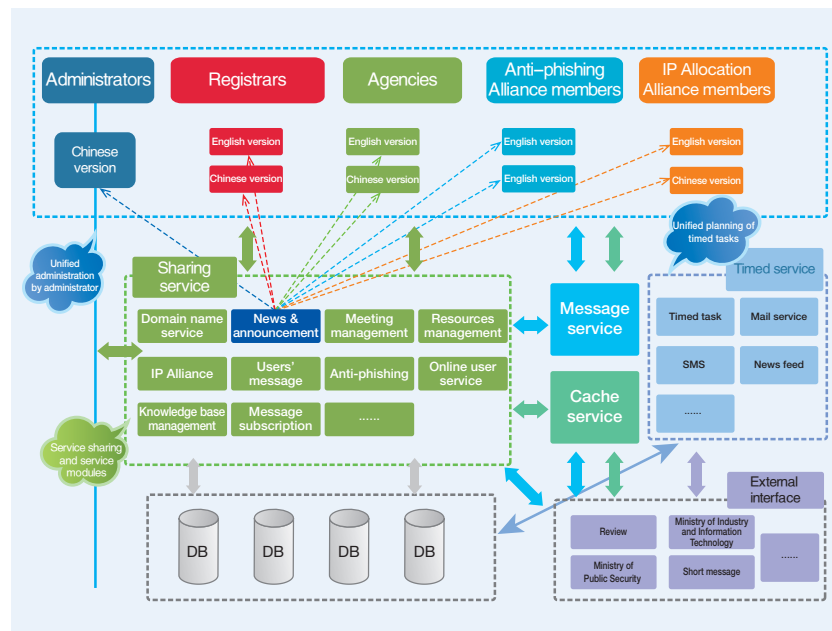 Administrators
Registrars
Agencies
Anti–phishing
Alliance members
IP Allocation
Alliance members
Chinese
version
English version
Chinese version
English version
Chinese version
English version
English version
English version
Chinese version
Unified
administration
by administrator
Unified planning of
timed tasks
Sharing
service
Domain name
service
News &
announcement
Meeting
management
Resources
management
IP Alliance
Users'
message
Anti-phishing
Online user
service
Knowledge base
management
Message
subscription
......
Service sharing
and service
modules
Message
service
Cache
service
Timed service
Timed task
Mail service
SMS
News feed
......
DB
DB
DB
DB
External
interface
Review
Ministry of Industry
and Information
Technology
......
Ministry of
Public Security
Short message